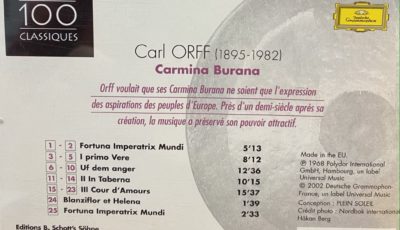 100
CLASSIQUES
Deutsche
Grammophon
Carl ORFF (1895-1982)
Carmina Burana
Orff voulait que ses Carmina Burana ne soient que l'expression
des aspirations des peuples d'Europe. Près d'un demi-siècle après sa
création, la musique a préservé son pouvoir attractif.
1 - 2 Fortuna Imperatrix Mundi 5'13
3 - 5 I primo Vere 8'12
6 - 10 Uf dem anger 12'36
11 - 14 II In Taberna 10'15
15 - 23 III Cour d'Amours 15'37
24 Blanziflor et Helena 1'39
25 Fortuna Imperatrix Mundi 2'33
Made in the EU.
Ⓟ 1968 Polydor International
GmbH, Hambourg, un label
Universal Music
© 2002 Deutsche Grammophon-
France, un label Universal
Music
Conception : PLEIN SOLEIL
Crédit photo : Nordbok international
Håkan Berg
Editions B. Schott's Söhne